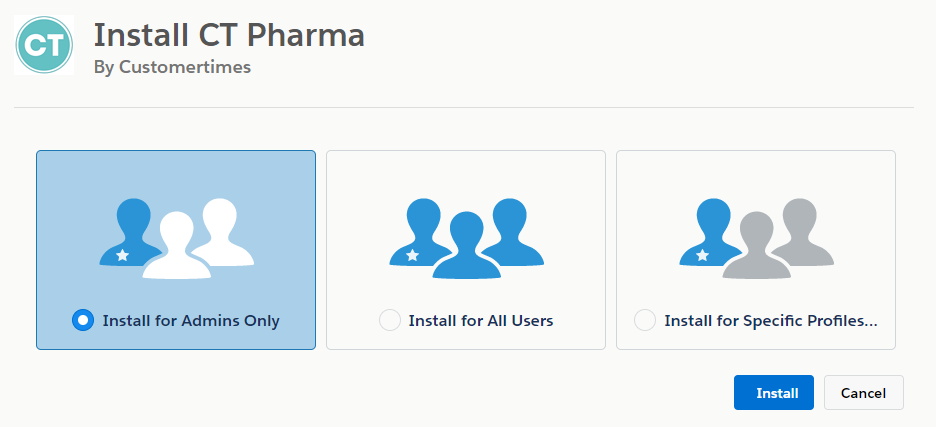 CT
Install CT Pharma
By Customertimes
Install for Admins Only
Install for All Users
Install for Specific Profiles...
Install
Cancel